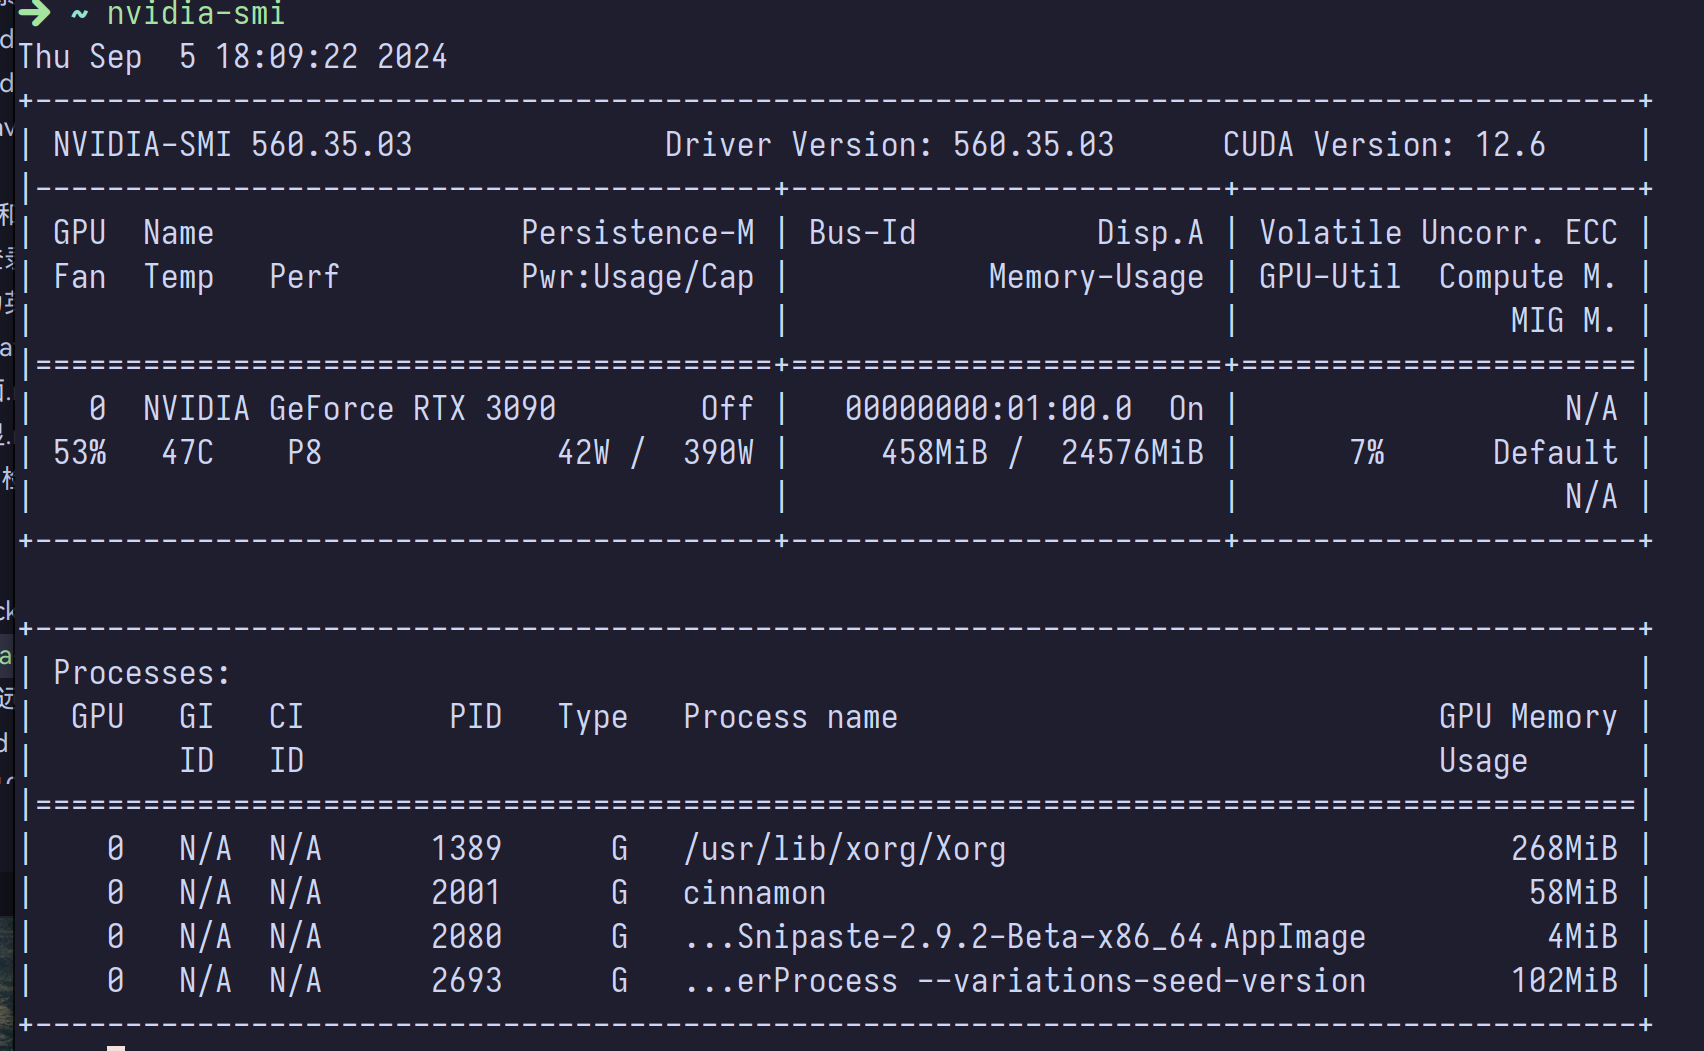 ➜ ~ nvidia-smi
Thu Sep  5 18:09:22 2024
+-----------------------------------------------------------------------------------------+
| NVIDIA-SMI 560.35.03              Driver Version: 560.35.03      CUDA Version: 12.6     |
|-----------------------------------------+------------------------+----------------------+
| GPU  Name                 Persistence-M | Bus-Id          Disp.A | Volatile Uncorr. ECC |
| Fan  Temp   Perf          Pwr:Usage/Cap |           Memory-Usage | GPU-Util  Compute M. |
|                                         |                        |               MIG M. |
|=========================================+========================+======================|
|   0  NVIDIA GeForce RTX 3090        Off |   00000000:01:00.0  On |                  N/A |
| 53%   47C    P8             42W /  390W |     458MiB /  24576MiB |      7%      Default |
|                                         |                        |                  N/A |
+-----------------------------------------+------------------------+----------------------+
+-----------------------------------------------------------------------------------------+
| Processes:                                                                              |
|  GPU   GI   CI        PID   Type   Process name                              GPU Memory |
|        ID   ID                                                               Usage      |
|=========================================================================================|
|    0   N/A  N/A      1389      G   /usr/lib/xorg/Xorg                            268MiB |
|    0   N/A  N/A      2001      G   cinnamon                                       58MiB |
|    0   N/A  N/A      2080      G   ...Snipaste-2.9.2-Beta-x86_64.AppImage          4MiB |
|    0   N/A  N/A      2693      G   ...erProcess --variations-seed-version        102MiB |
+-----------------------------------------------------------------------------------------+